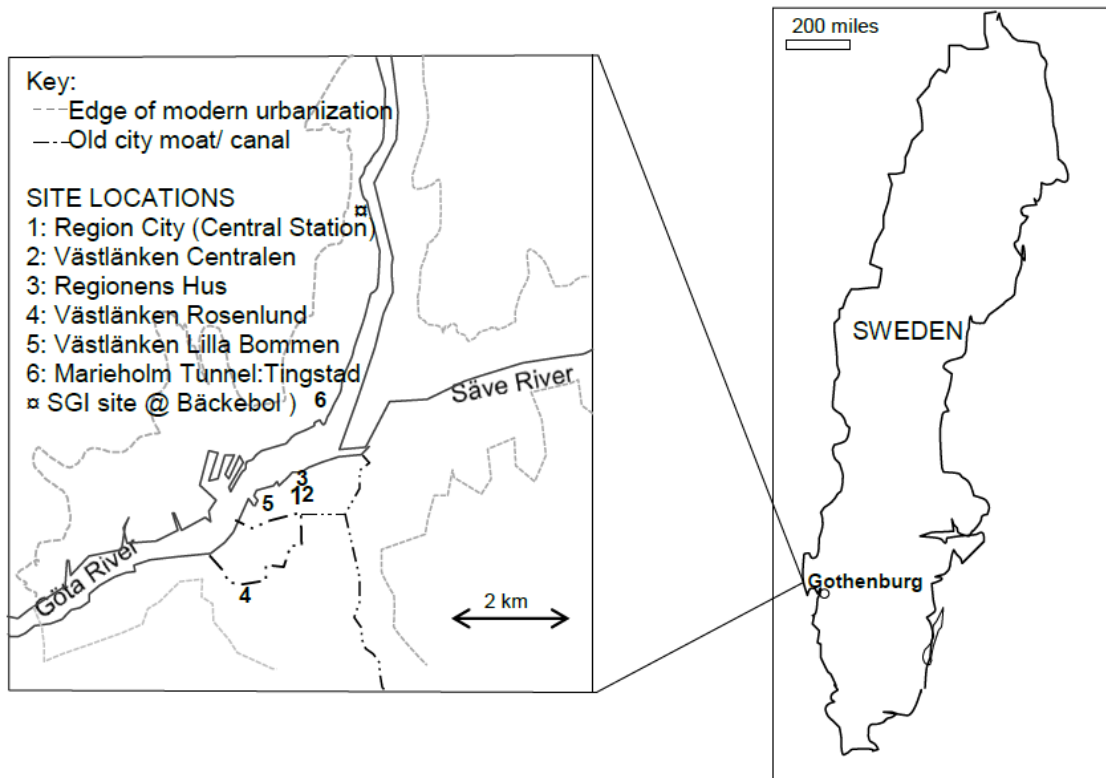 Key:
Edge of modern urbanization
Old city moat/ canal
SITE LOCATIONS
1: Region City (Central Station)
2: Västlänken Centralen
3: Regionens Hus
4: Västlänken Rosenlund
5: Västlänken Lilla Bommen
6: Marieholm Tunnel:Tingstad
¤ SGI site @ Bäckebol )
¤
6
Säve River
3
5 12
4
Göta River
2 km
200 miles
SWEDEN
Gothenburg